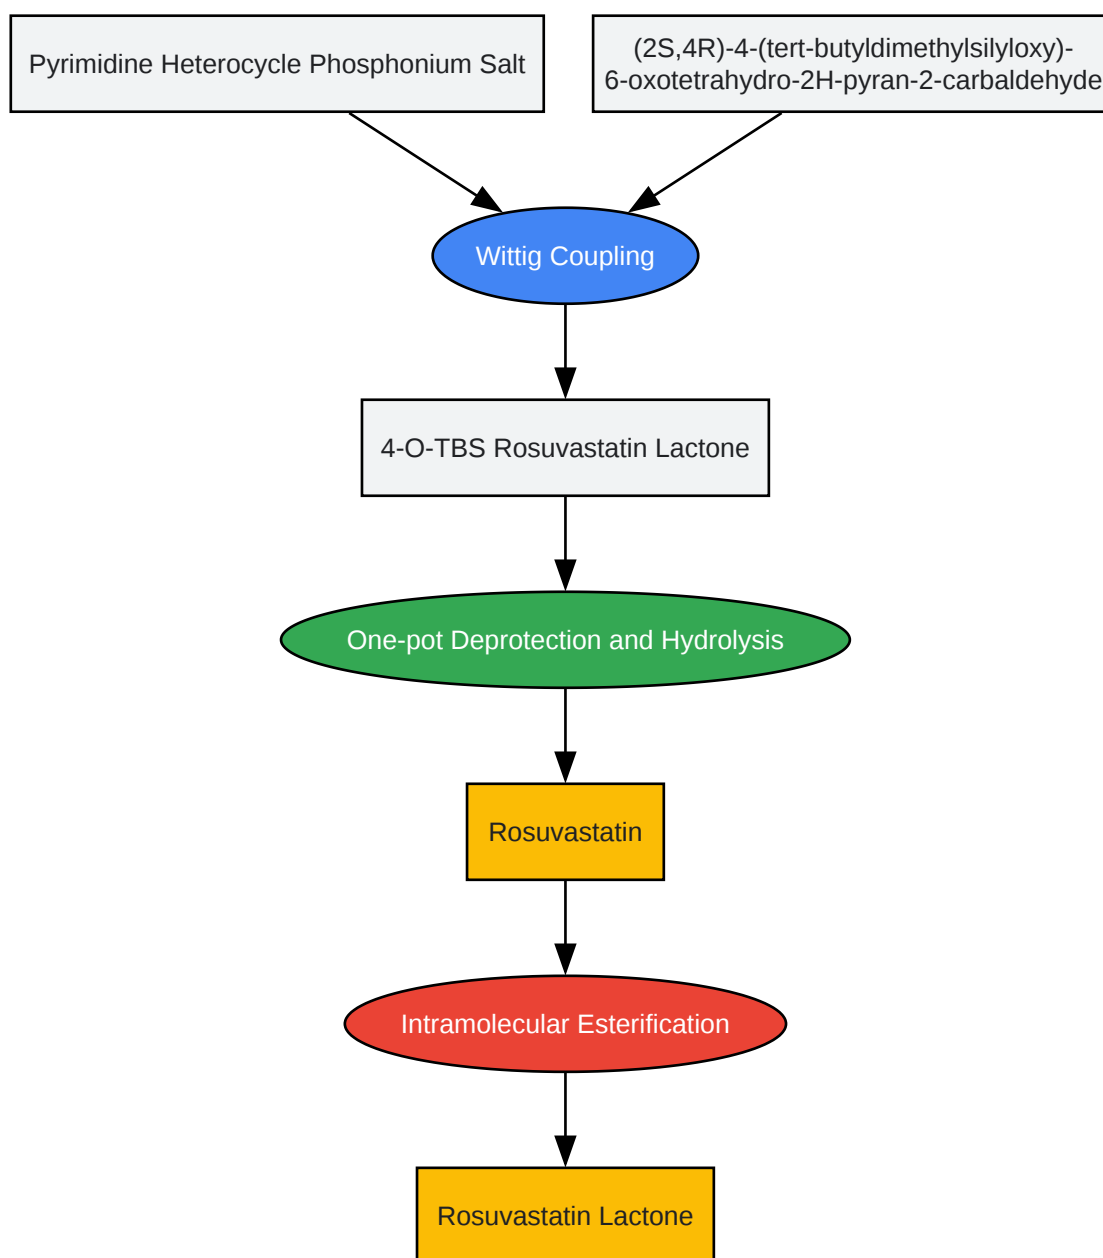 Pyrimidine Heterocycle Phosphonium Salt
(2S,4R)-4-(tert-butyldimethylsilyloxy)-
6-oxotetrahydro-2H-pyran-2-carbaldehyde
Wittig Coupling
4-O-TBS Rosuvastatin Lactone
One-pot Deprotection and Hydrolysis
Rosuvastatin
Intramolecular Esterification
Rosuvastatin Lactone